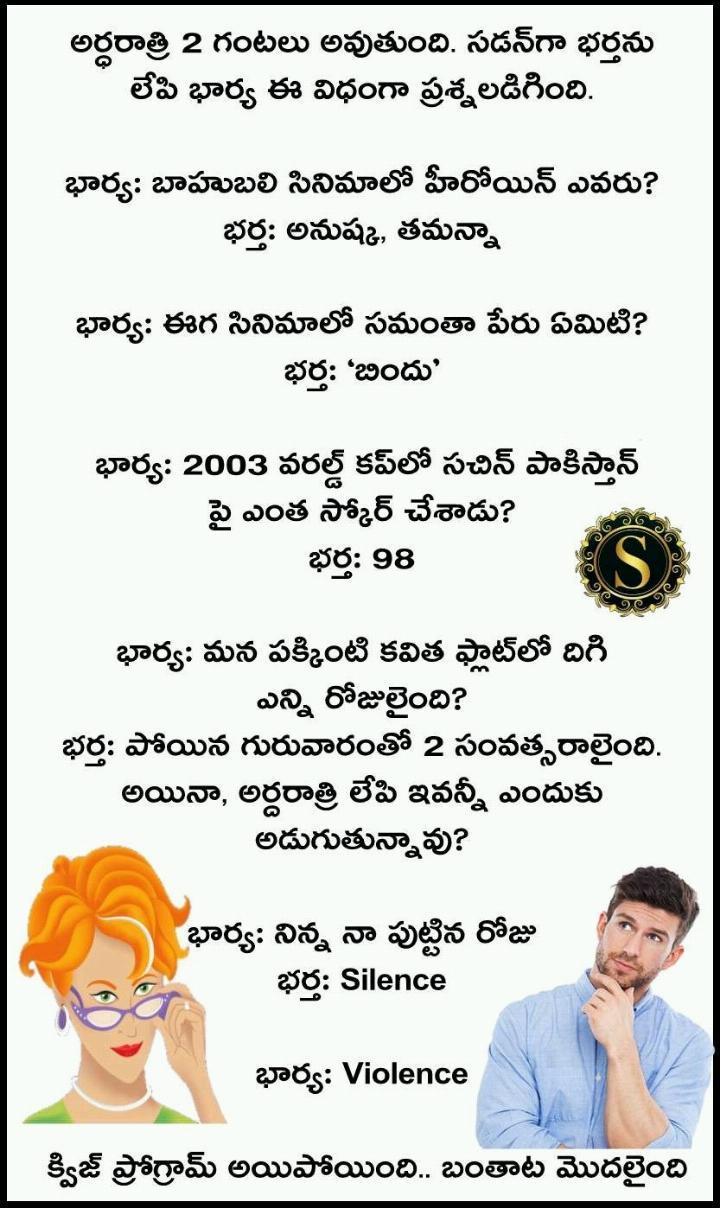 అర్ధరాత్రి 2 గంటలు అవుతుంది. సడన్‌గా భర్తను
లేపి భార్య ఈ విధంగా ప్రశ్నలడిగింది.
భార్య: బాహుబలి సినిమాలో హీరోయిన్ ఎవరు?
భర్త: అనుష్క, తమన్నా
భార్య: ఈగ సినిమాలో సమంతా పేరు ఏమిటి?
భర్త: ‘బిందు’
భార్య: 2003 వరల్డ్ కప్‌లో సచిన్ పాకిస్తాన్
పై ఎంత స్కోర్ చేశాడు?
భర్త: 98
S
భార్య: మన పక్కింటి కవిత ఫ్లాట్‌లో దిగి
ఎన్ని రోజులైంది?
భర్త: పోయిన గురువారంతో 2 సంవత్సరాలైంది.
అయినా, అర్దరాత్రి లేపి ఇవన్నీ ఎందుకు
అడుగుతున్నావు?
భార్య: నిన్న నా పుట్టిన రోజు
భర్త: Silence
భార్య: Violence
క్విజ్ ప్రోగ్రామ్ అయిపోయింది.. బంతాట మొదలైంది